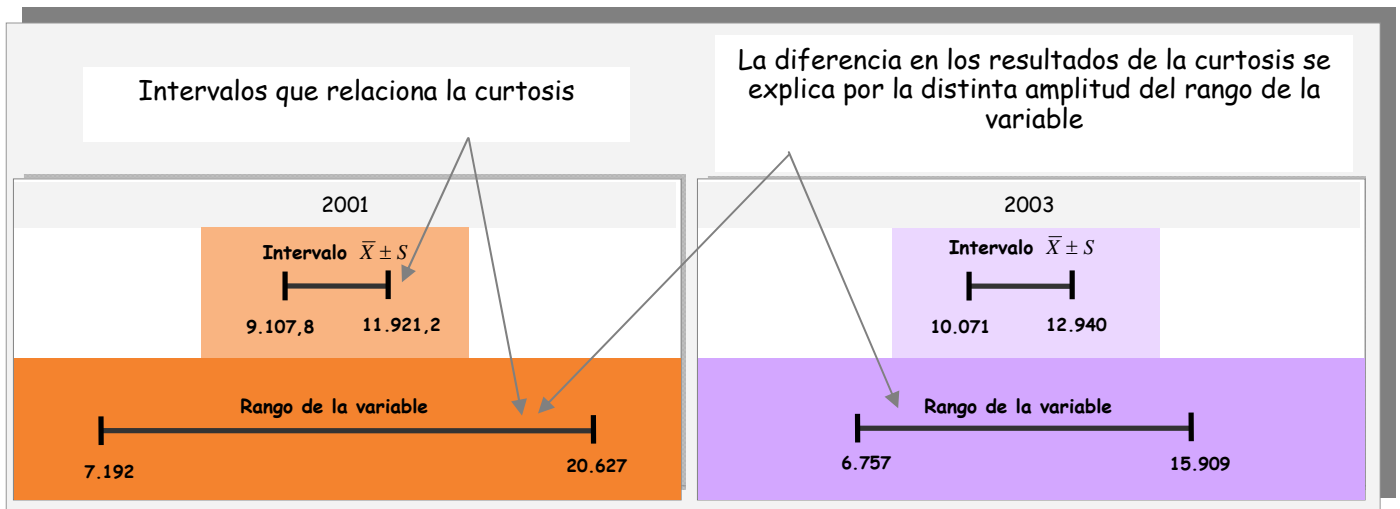 Intervalos que relaciona la curtosis
La diferencia en los resultados de la curtosis se
explica por la distinta amplitud del rango de la
variable
2001
Intervalo X̅ ± S
9.107,8 11.921,2
Rango de la variable
7.192 20.627
2003
Intervalo X̅ ± S
10.071 12.940
Rango de la variable
6.757 15.909